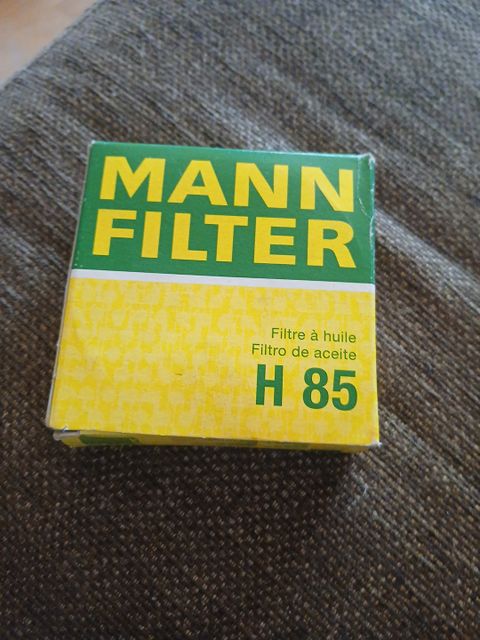 MANN
FILTER
Filtre à huile
Filtro de aceite
H 85